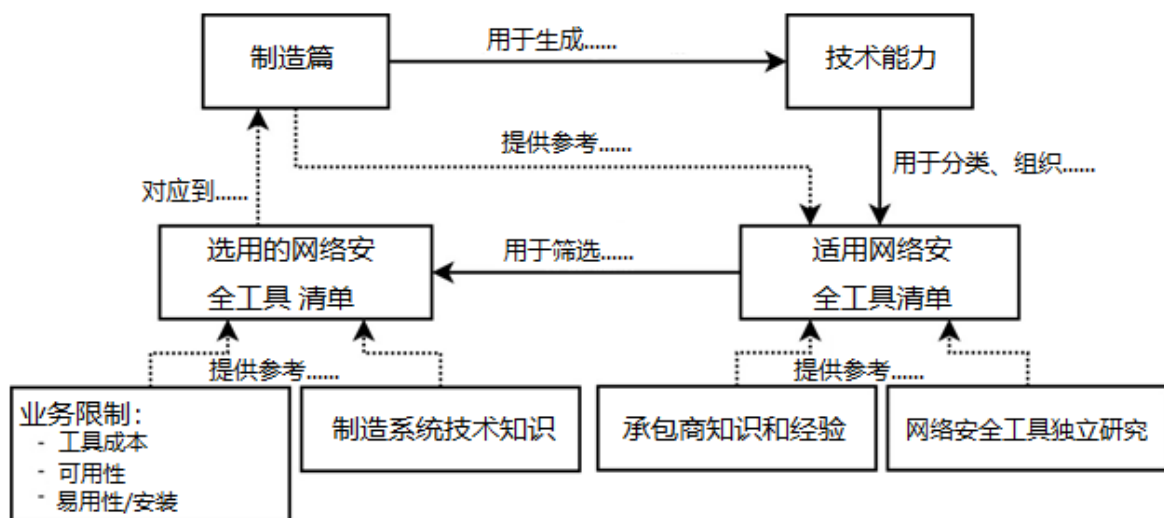 制造篇
用于生成......
技术能力
提供参考......
用于分类、组织......
对应到......
选用的网络安
全工具 清单
用于筛选......
适用网络安
全工具清单
提供参考......
提供参考......
业务限制：
- 工具成本
- 可用性
- 易用性/安装
制造系统技术知识
承包商知识和经验
网络安全工具独立研究